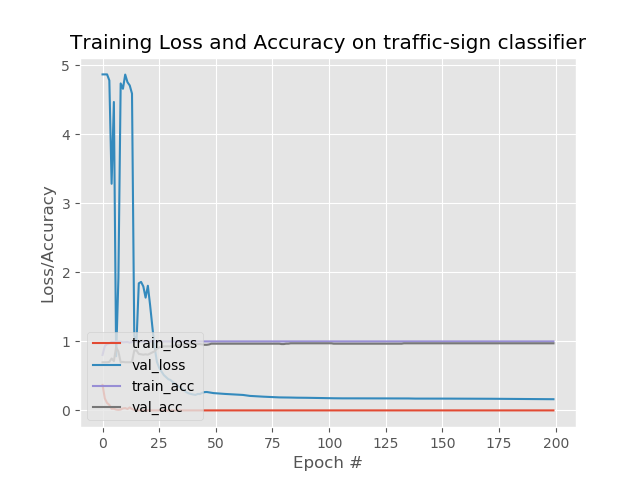 Training Loss and Accuracy on traffic-sign classifier
5
4
3
2
1
0
Loss/Accuracy
train_loss
val_loss
train_acc
val_acc
0 25 50 75 100 125 150 175 200
Epoch #